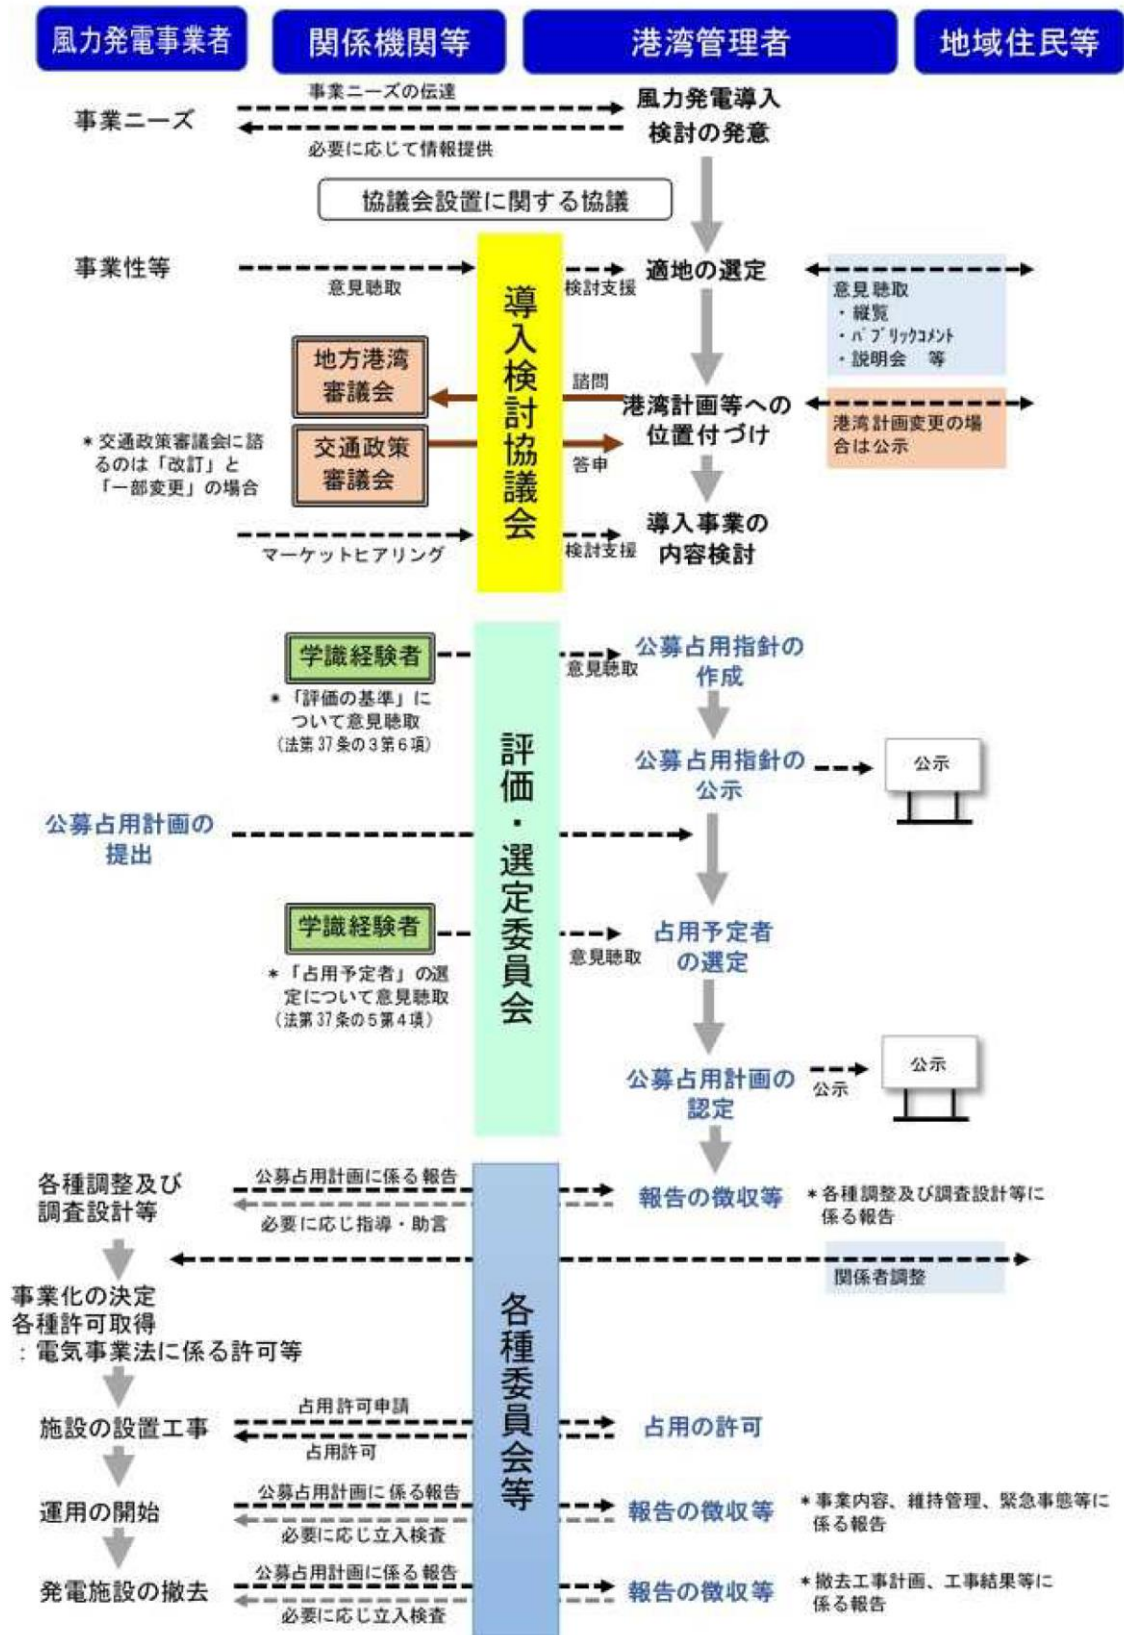 風力発電事業者
関係機関等
港湾管理者
地域住民等
事業ニーズ
事業ニーズの伝達
必要に応じて情報提供
風力発電導入
検討の発意
協議会設置に関する協議
事業性等
意見聴取
導入検討協議会
検討支援
適地の選定
意見聴取
・縦覧
・ﾊﾟﾌﾞﾘｯｸｺﾒﾝﾄ
・説明会 等
地方港湾
審議会
諮問
港湾計画等への
位置付づけ
港湾計画変更の場
合は公示
＊交通政策審議会に諮
るのは「改訂」と
「一部変更」の場合
交通政策
審議会
答申
マーケットヒアリング
検討支援
導入事業の
内容検討
学識経験者
＊「評価の基準」に
ついて意見聴取
（法第37条の3第6項）
評価・選定委員会
意見聴取
公募占用指針の
作成
公募占用指針の
公示
公示
公募占用計画の
提出
学識経験者
＊「占用予定者」の選
定について意見聴取
（法第37条の5第4項）
意見聴取
占用予定者
の選定
公募占用計画の
認定
公示
公示
各種調整及び
調査設計等
公募占用計画に係る報告
必要に応じ指導・助言
各種委員会等
報告の徴収等
＊各種調整及び調査設計等に
係る報告
関係者調整
事業化の決定
各種許可取得
：電気事業法に係る許可等
施設の設置工事
占用許可申請
占用許可
占用の許可
運用の開始
公募占用計画に係る報告
必要に応じ立入検査
報告の徴収等
＊事業内容、維持管理、緊急事態等に
係る報告
発電施設の撤去
公募占用計画に係る報告
必要に応じ立入検査
報告の徴収等
＊撤去工事計画、工事結果等に
係る報告